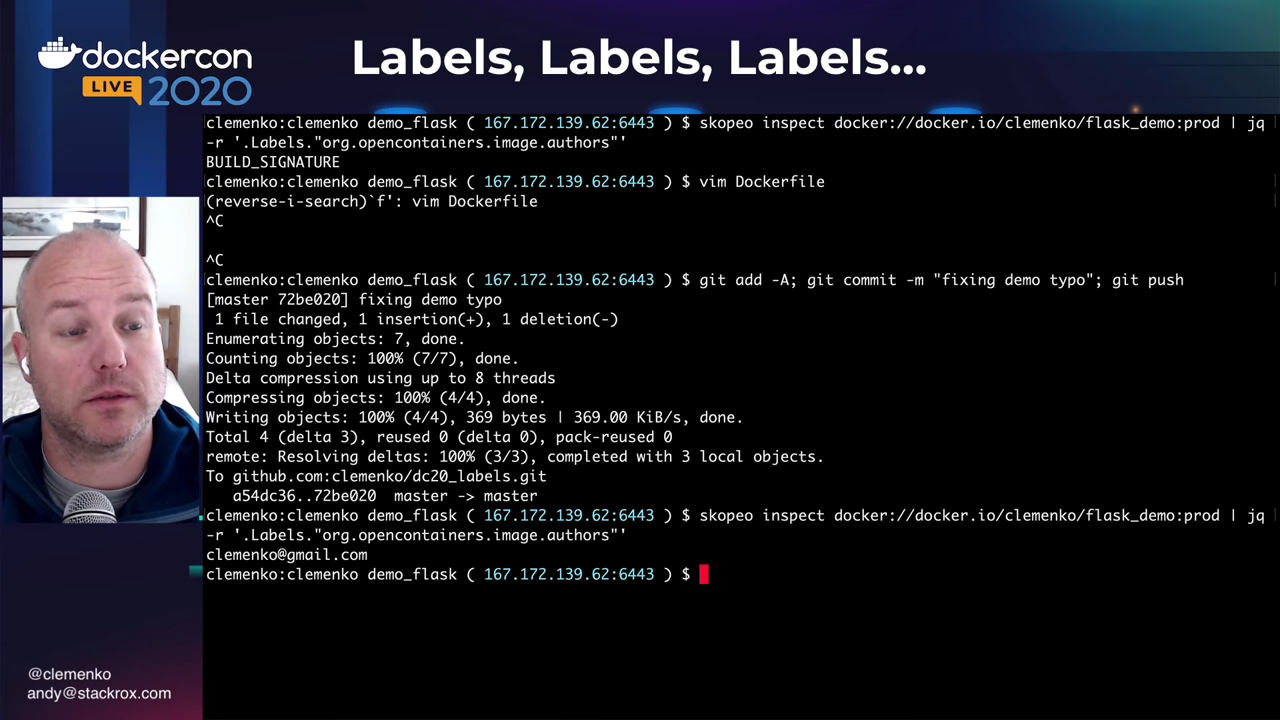 dockercon
LIVE 2020
Labels, Labels, Labels...
clemenko:clemenko demo_flask ( 167.172.139.62:6443 ) $ skopeo inspect docker://docker.io/clemenko/flask_demo:prod | jq
-r '.Labels."org.opencontainers.image.authors"'
BUILD_SIGNATURE
clemenko:clemenko demo_flask ( 167.172.139.62:6443 ) $ vim Dockerfile
(reverse-i-search)`f': vim Dockerfile
^C
^C
clemenko:clemenko demo_flask ( 167.172.139.62:6443 ) $ git add -A; git commit -m "fixing demo typo"; git push
[master 72be020] fixing demo typo
1 file changed, 1 insertion(+), 1 deletion(-)
Enumerating objects: 7, done.
Counting objects: 100% (7/7), done.
Delta compression using up to 8 threads
Compressing objects: 100% (4/4), done.
Writing objects: 100% (4/4), 369 bytes | 369.00 KiB/s, done.
Total 4 (delta 3), reused 0 (delta 0), pack-reused 0
remote: Resolving deltas: 100% (3/3), completed with 3 local objects.
To github.com:clemenko/dc20_labels.git
a54dc36..72be020 master -> master
clemenko:clemenko demo_flask ( 167.172.139.62:6443 ) $ skopeo inspect docker://docker.io/clemenko/flask_demo:prod | jq
-r '.Labels."org.opencontainers.image.authors"'
clemenko@gmail.com
clemenko:clemenko demo_flask ( 167.172.139.62:6443 ) $
@clemenko
andy@stackrox.com